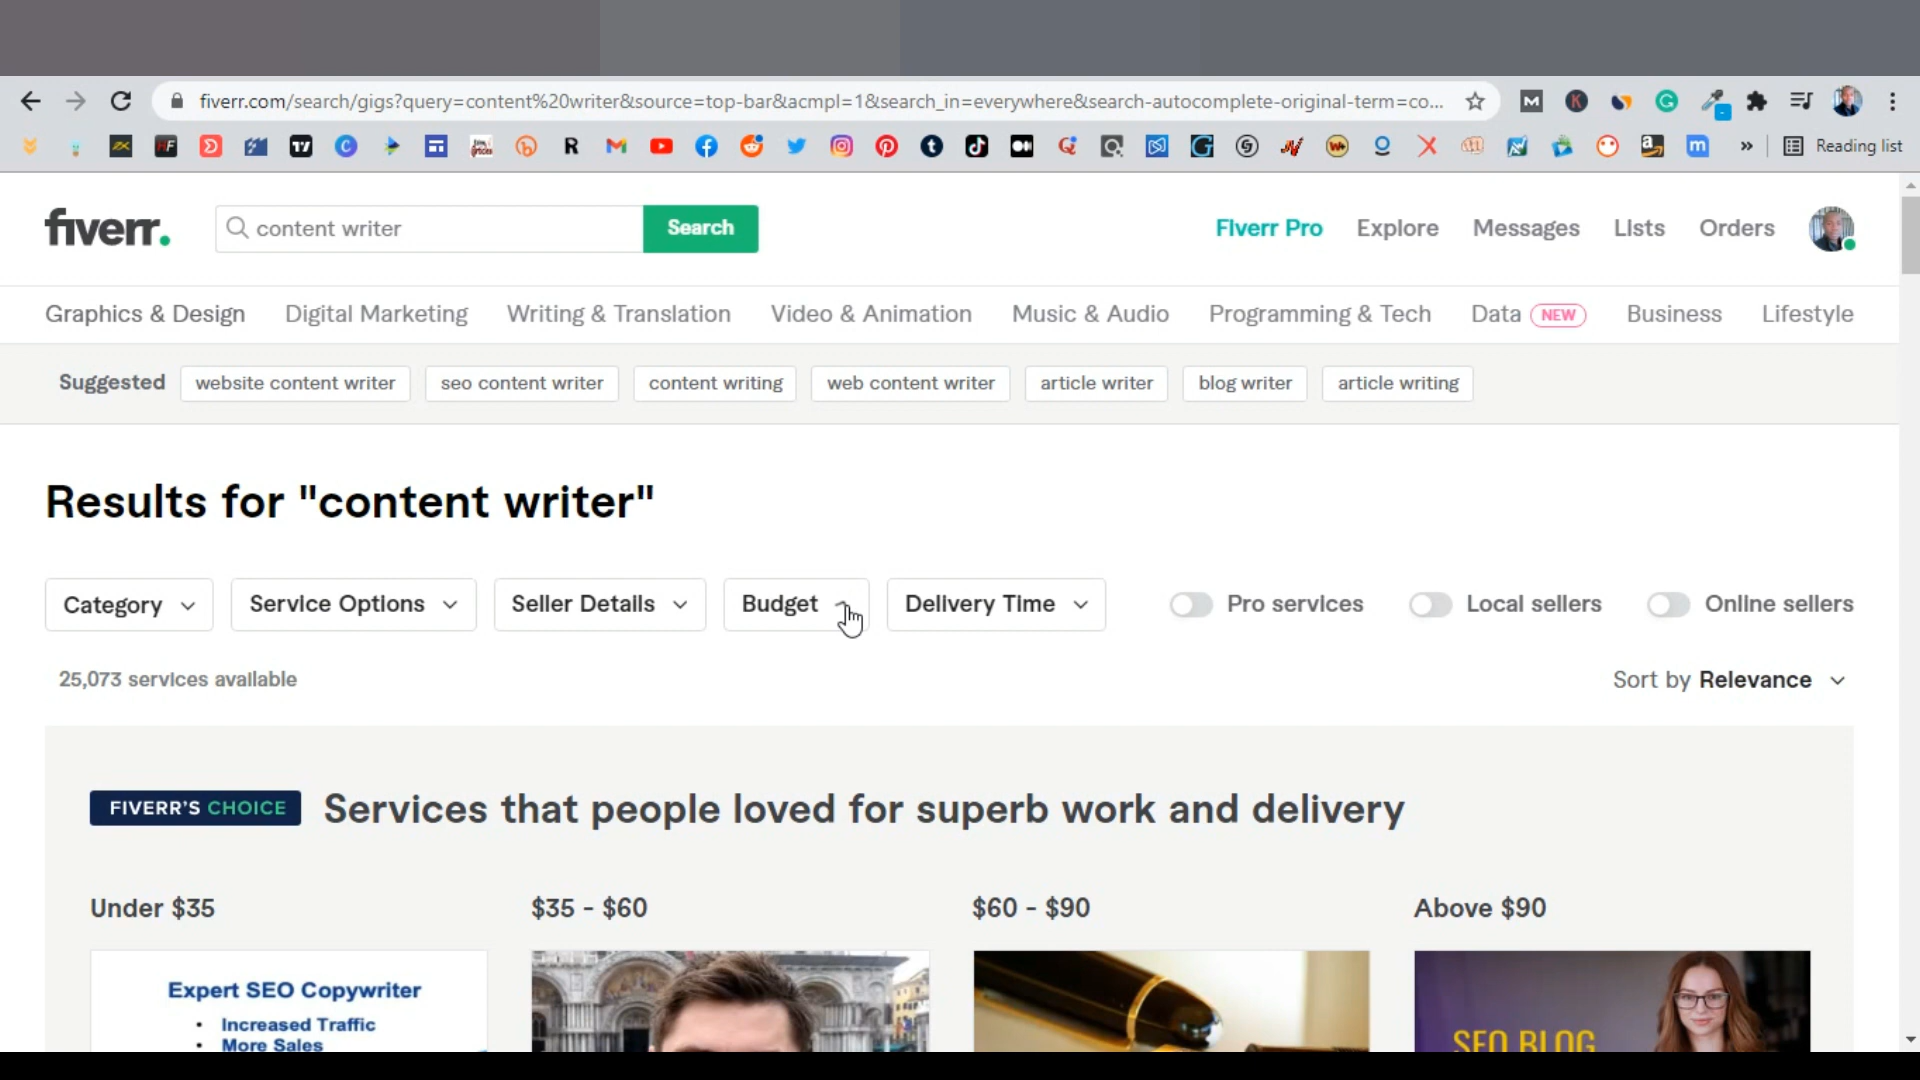 fiverr.com/search/gigs?query=content%20writer&source=top-bar&acmpl=1&search_in=everywhere&search-autocomplete-original-term=co...
Reading list
fiverr.
content writer
Search
Fiverr Pro
Explore
Messages
Lists
Orders
Graphics & Design
Digital Marketing
Writing & Translation
Video & Animation
Music & Audio
Programming & Tech
Data NEW
Business
Lifestyle
Suggested
website content writer
seo content writer
content writing
web content writer
article writer
blog writer
article writing
Results for "content writer"
Category
Service Options
Seller Details
Budget
Delivery Time
Pro services
Local sellers
Online sellers
25,073 services available
Sort by Relevance
FIVERR'S CHOICE
Services that people loved for superb work and delivery
Under $35
$35 - $60
$60 - $90
Above $90
Expert SEO Copywriter
• Increased Traffic
• More Sales
SEO BLOG